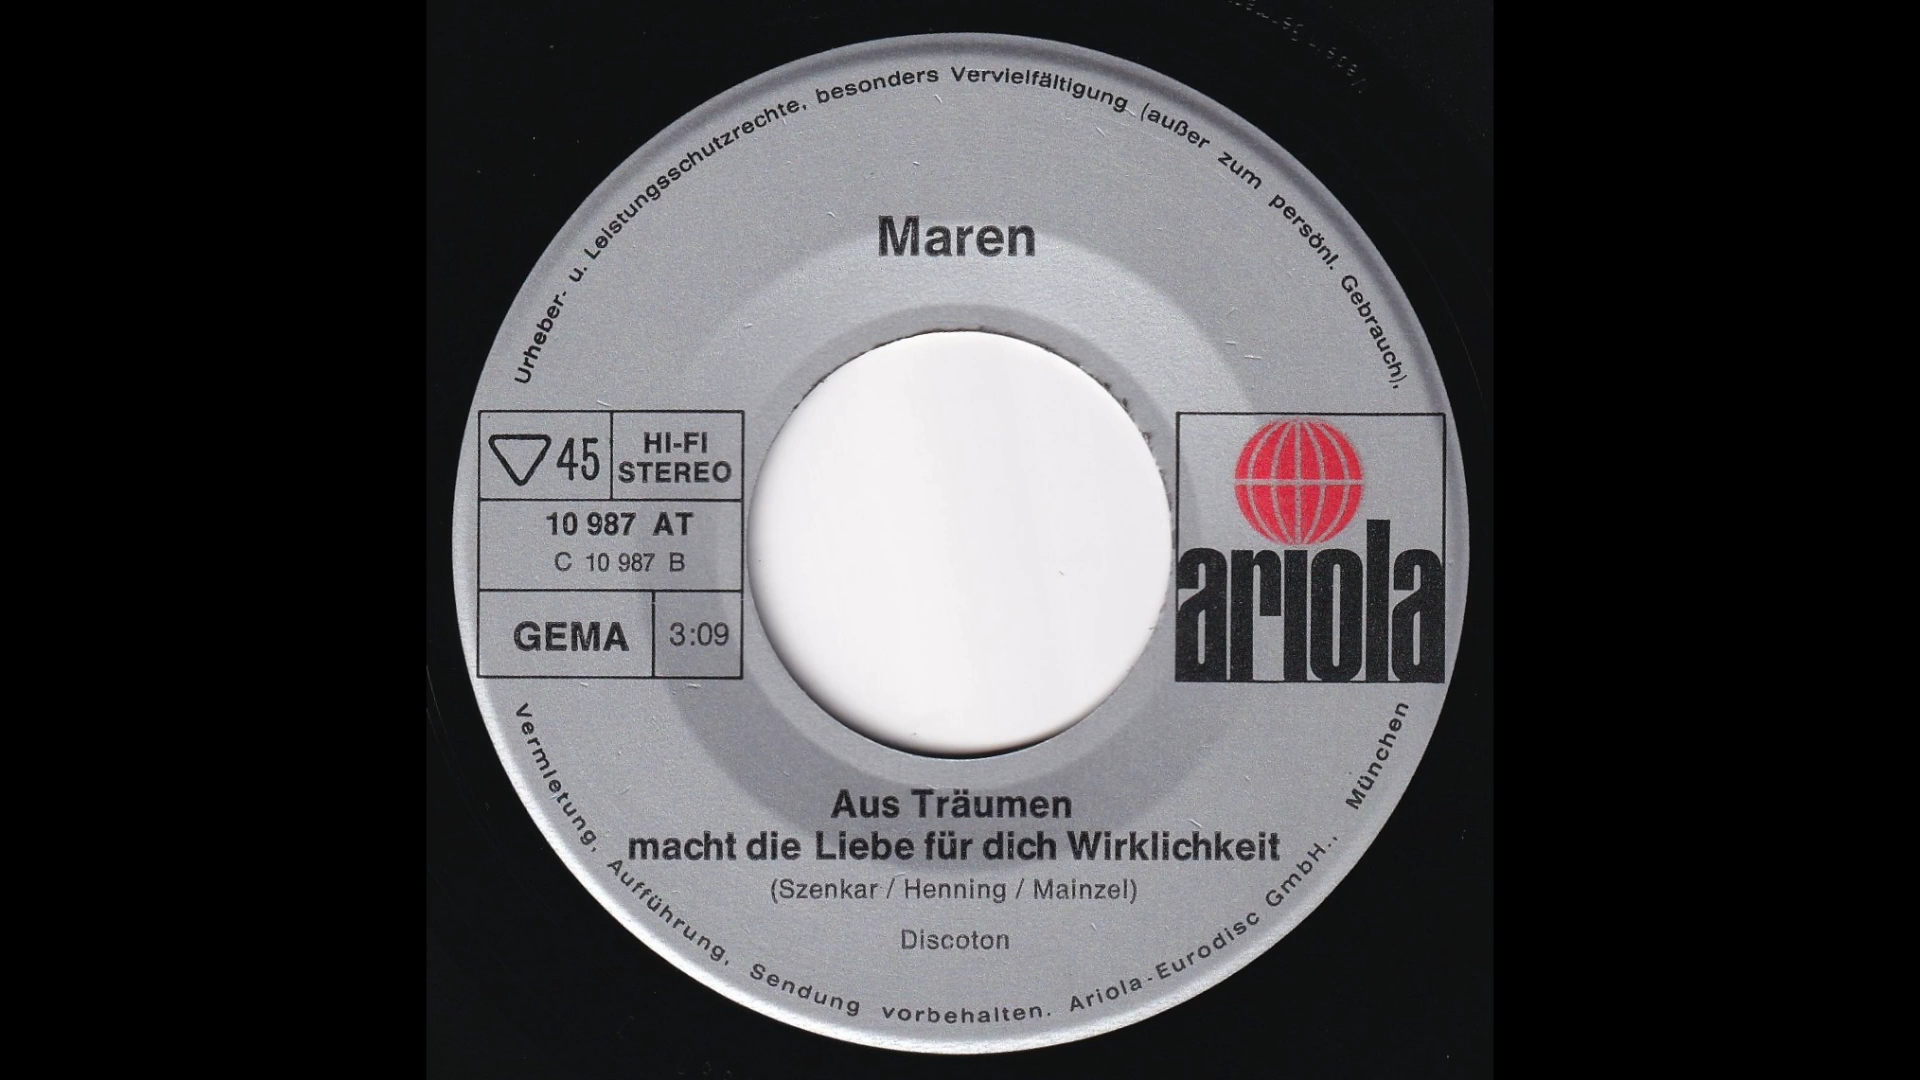 Urheber- u. Leistungsschutzrechte, besonders Vervielfältigung (außer zum persönl. Gebrauch),
Maren
45
HI-FI
STEREO
10 987 AT
C 10 987 B
GEMA
3:09
ariola
Aus Träumen
macht die Liebe für dich Wirklichkeit
(Szenkar / Henning / Mainzel)
Discoton
Vermietung, Aufführung, Sendung vorbehalten. Ariola-Eurodisc GmbH., München